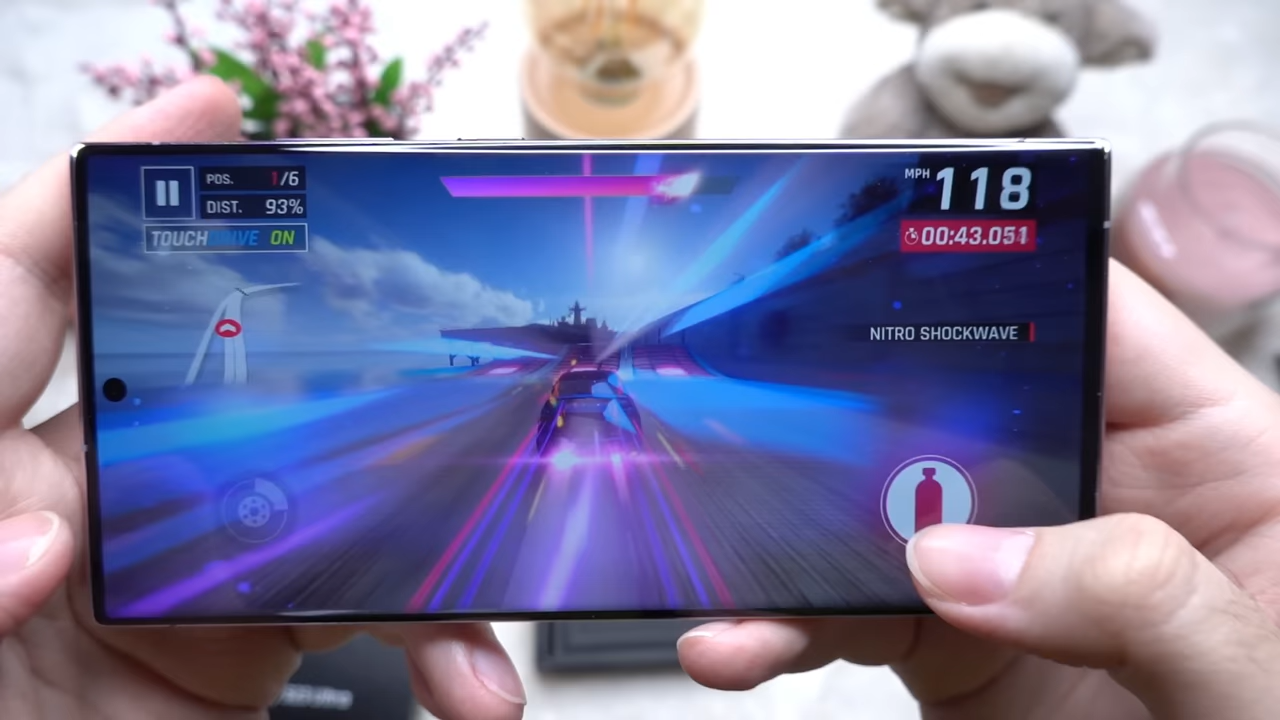 POS. 1/6
DIST. 93%
TOUCHDRIVE ON
MPH 118
00:43.051
NITRO SHOCKWAVE